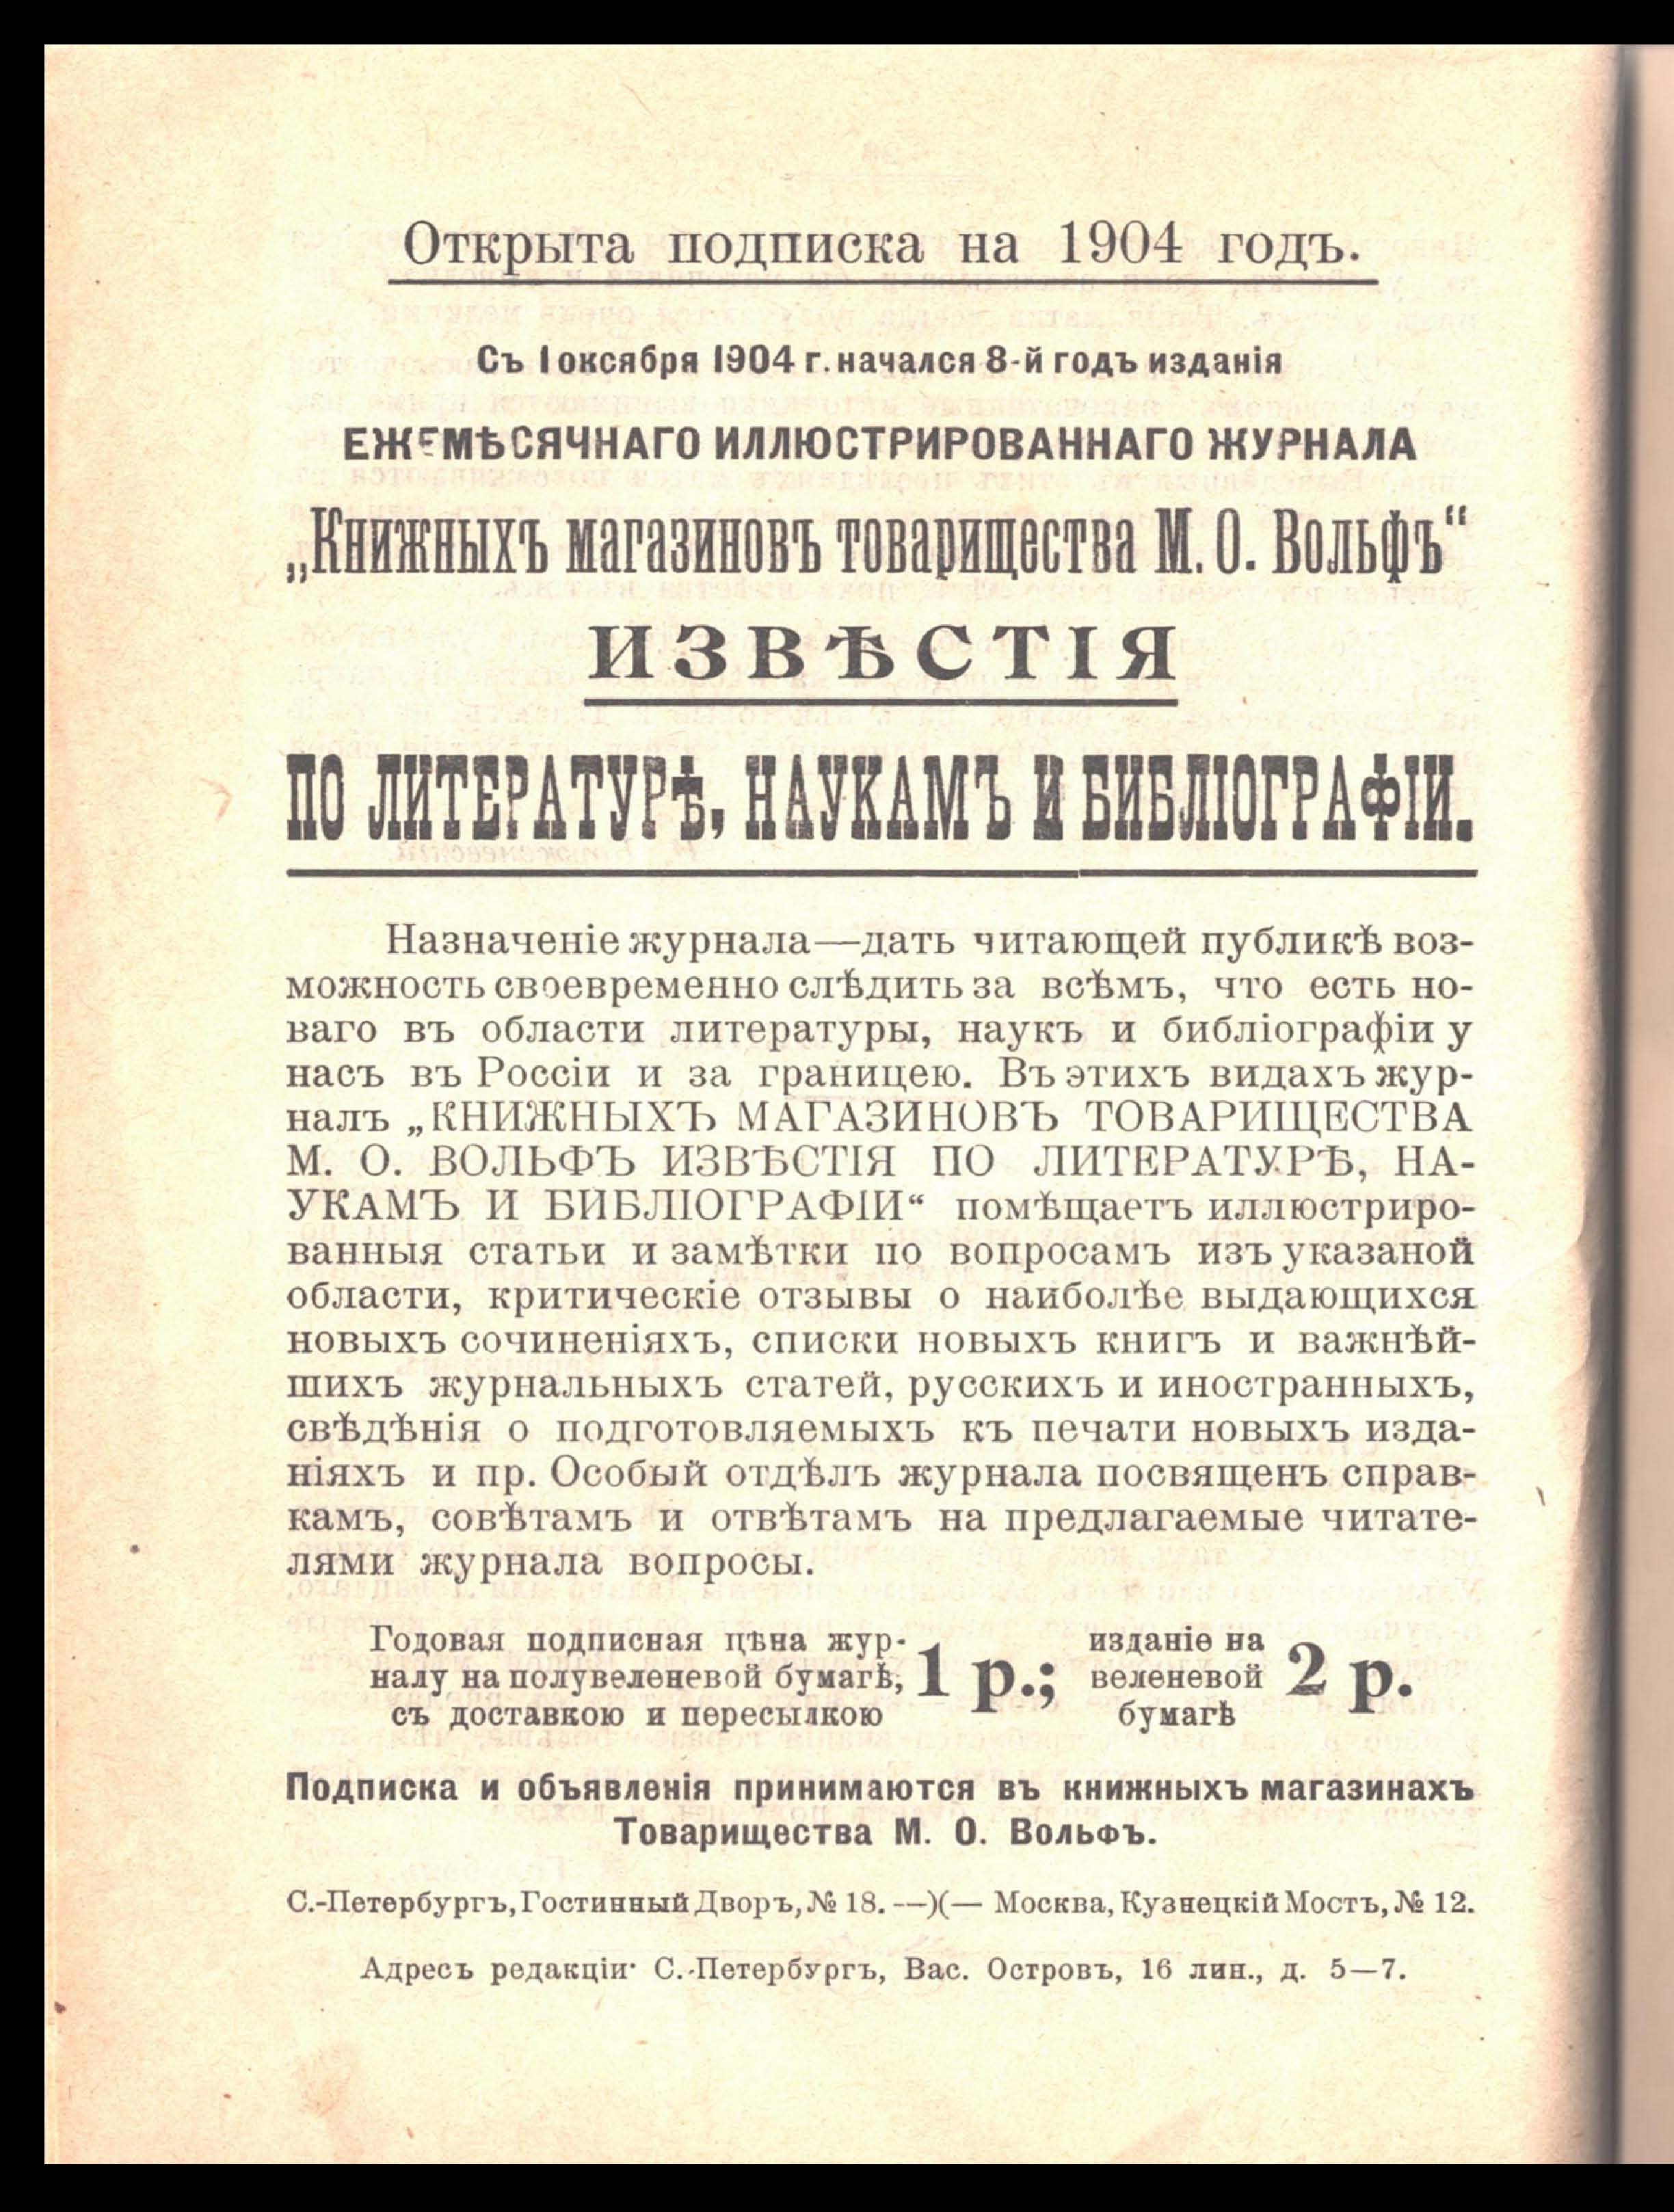 Открыта подписка на 1904 годъ.
Съ 1 оксября 1904 г. начался 8-й годъ изданія
ЕЖЕМѢСЯЧНАГО ИЛЛЮСТРИРОВАННАГО ЖУРНАЛА
„Книжныхъ магазиновъ товарищества М. О. Вольфъ“
ИЗВѢСТІЯ
ПО ЛИТЕРАТУРѢ, НАУКАМЪ И БИБЛІОГРАФІИ.
Назначеніе журнала—дать читающей публикѣ воз-
можность своевременно слѣдить за всѣмъ, что есть но-
ваго въ области литературы, наукъ и библіографіи у
насъ въ Россіи и за границею. Въ этихъ видахъ жур-
налъ „КНИЖНЫХЪ МАГАЗИНОВЪ ТОВАРИЩЕСТВА
М. О. ВОЛЬФЪ ИЗВѢСТІЯ ПО ЛИТЕРАТУРѢ, НА-
УКАМЪ И БИБЛІОГРАФІИ“ помѣщаетъ иллюстриро-
ванныя статьи и замѣтки по вопросамъ изъ указаной
области, критическіе отзывы о наиболѣе выдающихся
новыхъ сочиненіяхъ, списки новыхъ книгъ и важнѣй-
шихъ журнальныхъ статей, русскихъ и иностранныхъ,
свѣдѣнія о подготовляемыхъ къ печати новыхъ изда-
ніяхъ и пр. Особый отдѣлъ журнала посвященъ справ-
камъ, совѣтамъ и отвѣтамъ на предлагаемые читате-
лями журнала вопросы.
Годовая подписная цѣна жур-
налу на полувеленевой бумагѣ,
съ доставкою и пересылкою
1 р.;
изданіе на
веленевой
бумагѣ
2 р.
Подписка и объявленія принимаются въ книжныхъ магазинахъ
Товарищества М. О. Вольфъ.
С.-Петербургъ, Гостинный Дворъ, № 18. —)(— Москва, Кузнецкій Мостъ, № 12.
Адресъ редакціи· С.-Петербургъ, Вас. Островъ, 16 лин., д. 5—7.